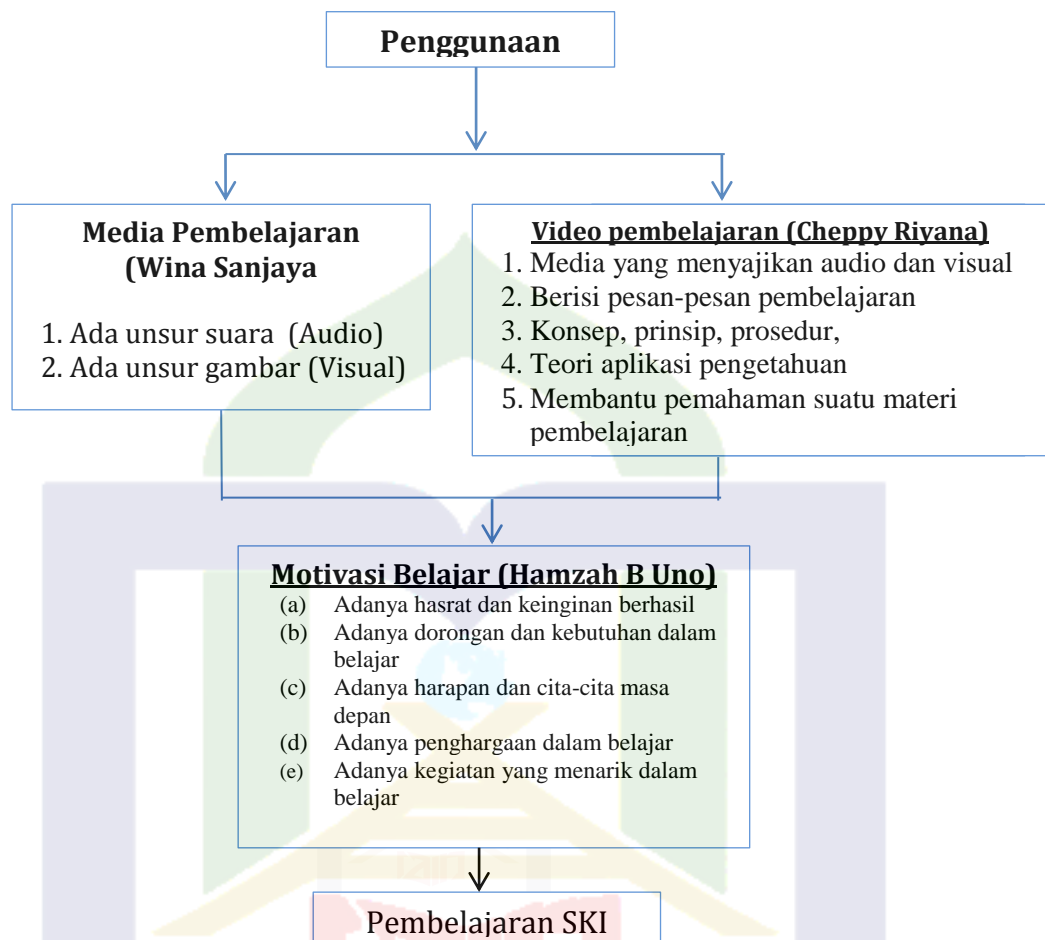 Penggunaan
Media Pembelajaran
(Wina Sanjaya
1. Ada unsur suara (Audio)
2. Ada unsur gambar (Visual)
Video pembelajaran (Cheppy Riyana)
1. Media yang menyajikan audio dan visual
2. Berisi pesan-pesan pembelajaran
3. Konsep, prinsip, prosedur,
4. Teori aplikasi pengetahuan
5. Membantu pemahaman suatu materi
pembelajaran
Motivasi Belajar (Hamzah B Uno)
(a) Adanya hasrat dan keinginan berhasil
(b) Adanya dorongan dan kebutuhan dalam
belajar
(c) Adanya harapan dan cita-cita masa
depan
(d) Adanya penghargaan dalam belajar
(e) Adanya kegiatan yang menarik dalam
belajar
Pembelajaran SKI